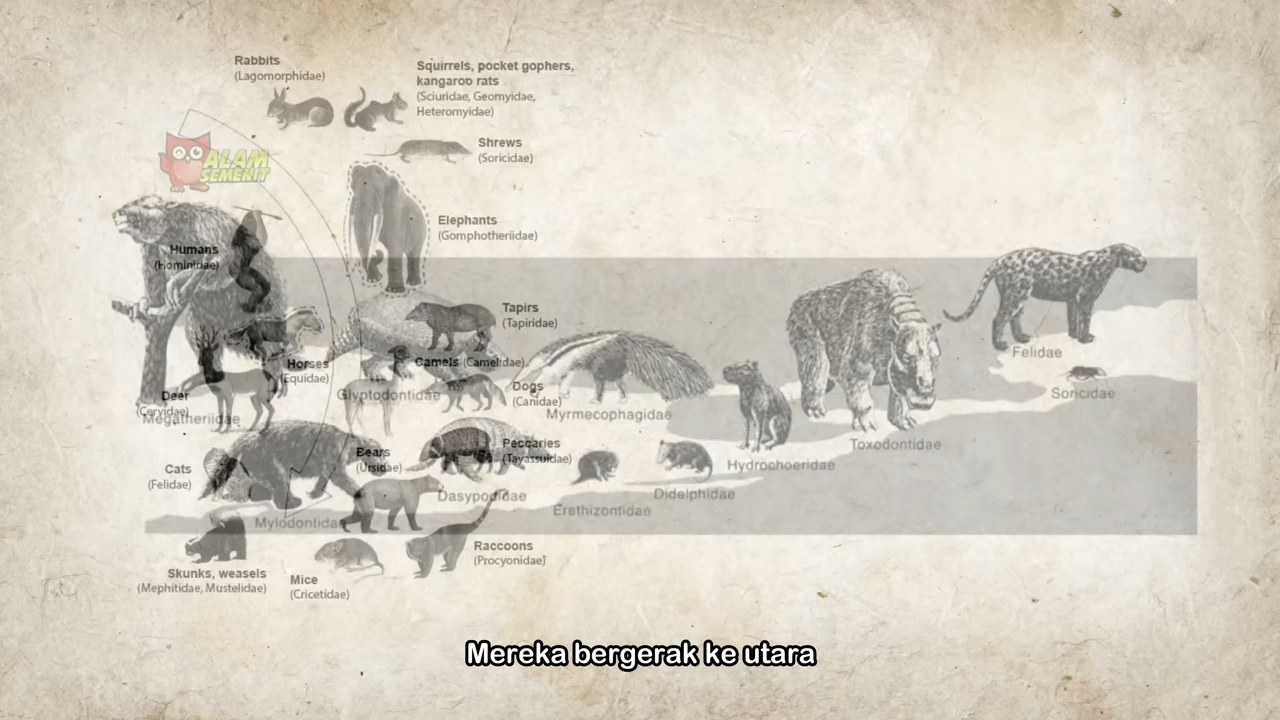 Rabbits
(Lagomorphidae)
Squirrels, pocket gophers,
kangaroo rats
(Sciuridae, Geomyidae,
Heteromyidae)
Shrews
(Soricidae)
ALAM
SEMENIT
Elephants
(Gomphotheriidae)
Humans
(Hominidae)
Tapirs
(Tapiridae)
Felidae
Horses
(Equidae)
Camels (Camelidae)
Soricidae
Dogs
(Canidae)
Deer
(Cervidae)
Megatheriidae
Glyptodontidae
Myrmecophagidae
Toxodontidae
Peccaries
(Tayassuidae)
Bears
(Ursidae)
Hydrochoeridae
Cats
(Felidae)
Dasypodidae
Didelphidae
Erethizontidae
Mylodontidae
Raccoons
(Procyonidae)
Skunks, weasels
(Mephitidae, Mustelidae)
Mice
(Cricetidae)
Mereka bergerak ke utara